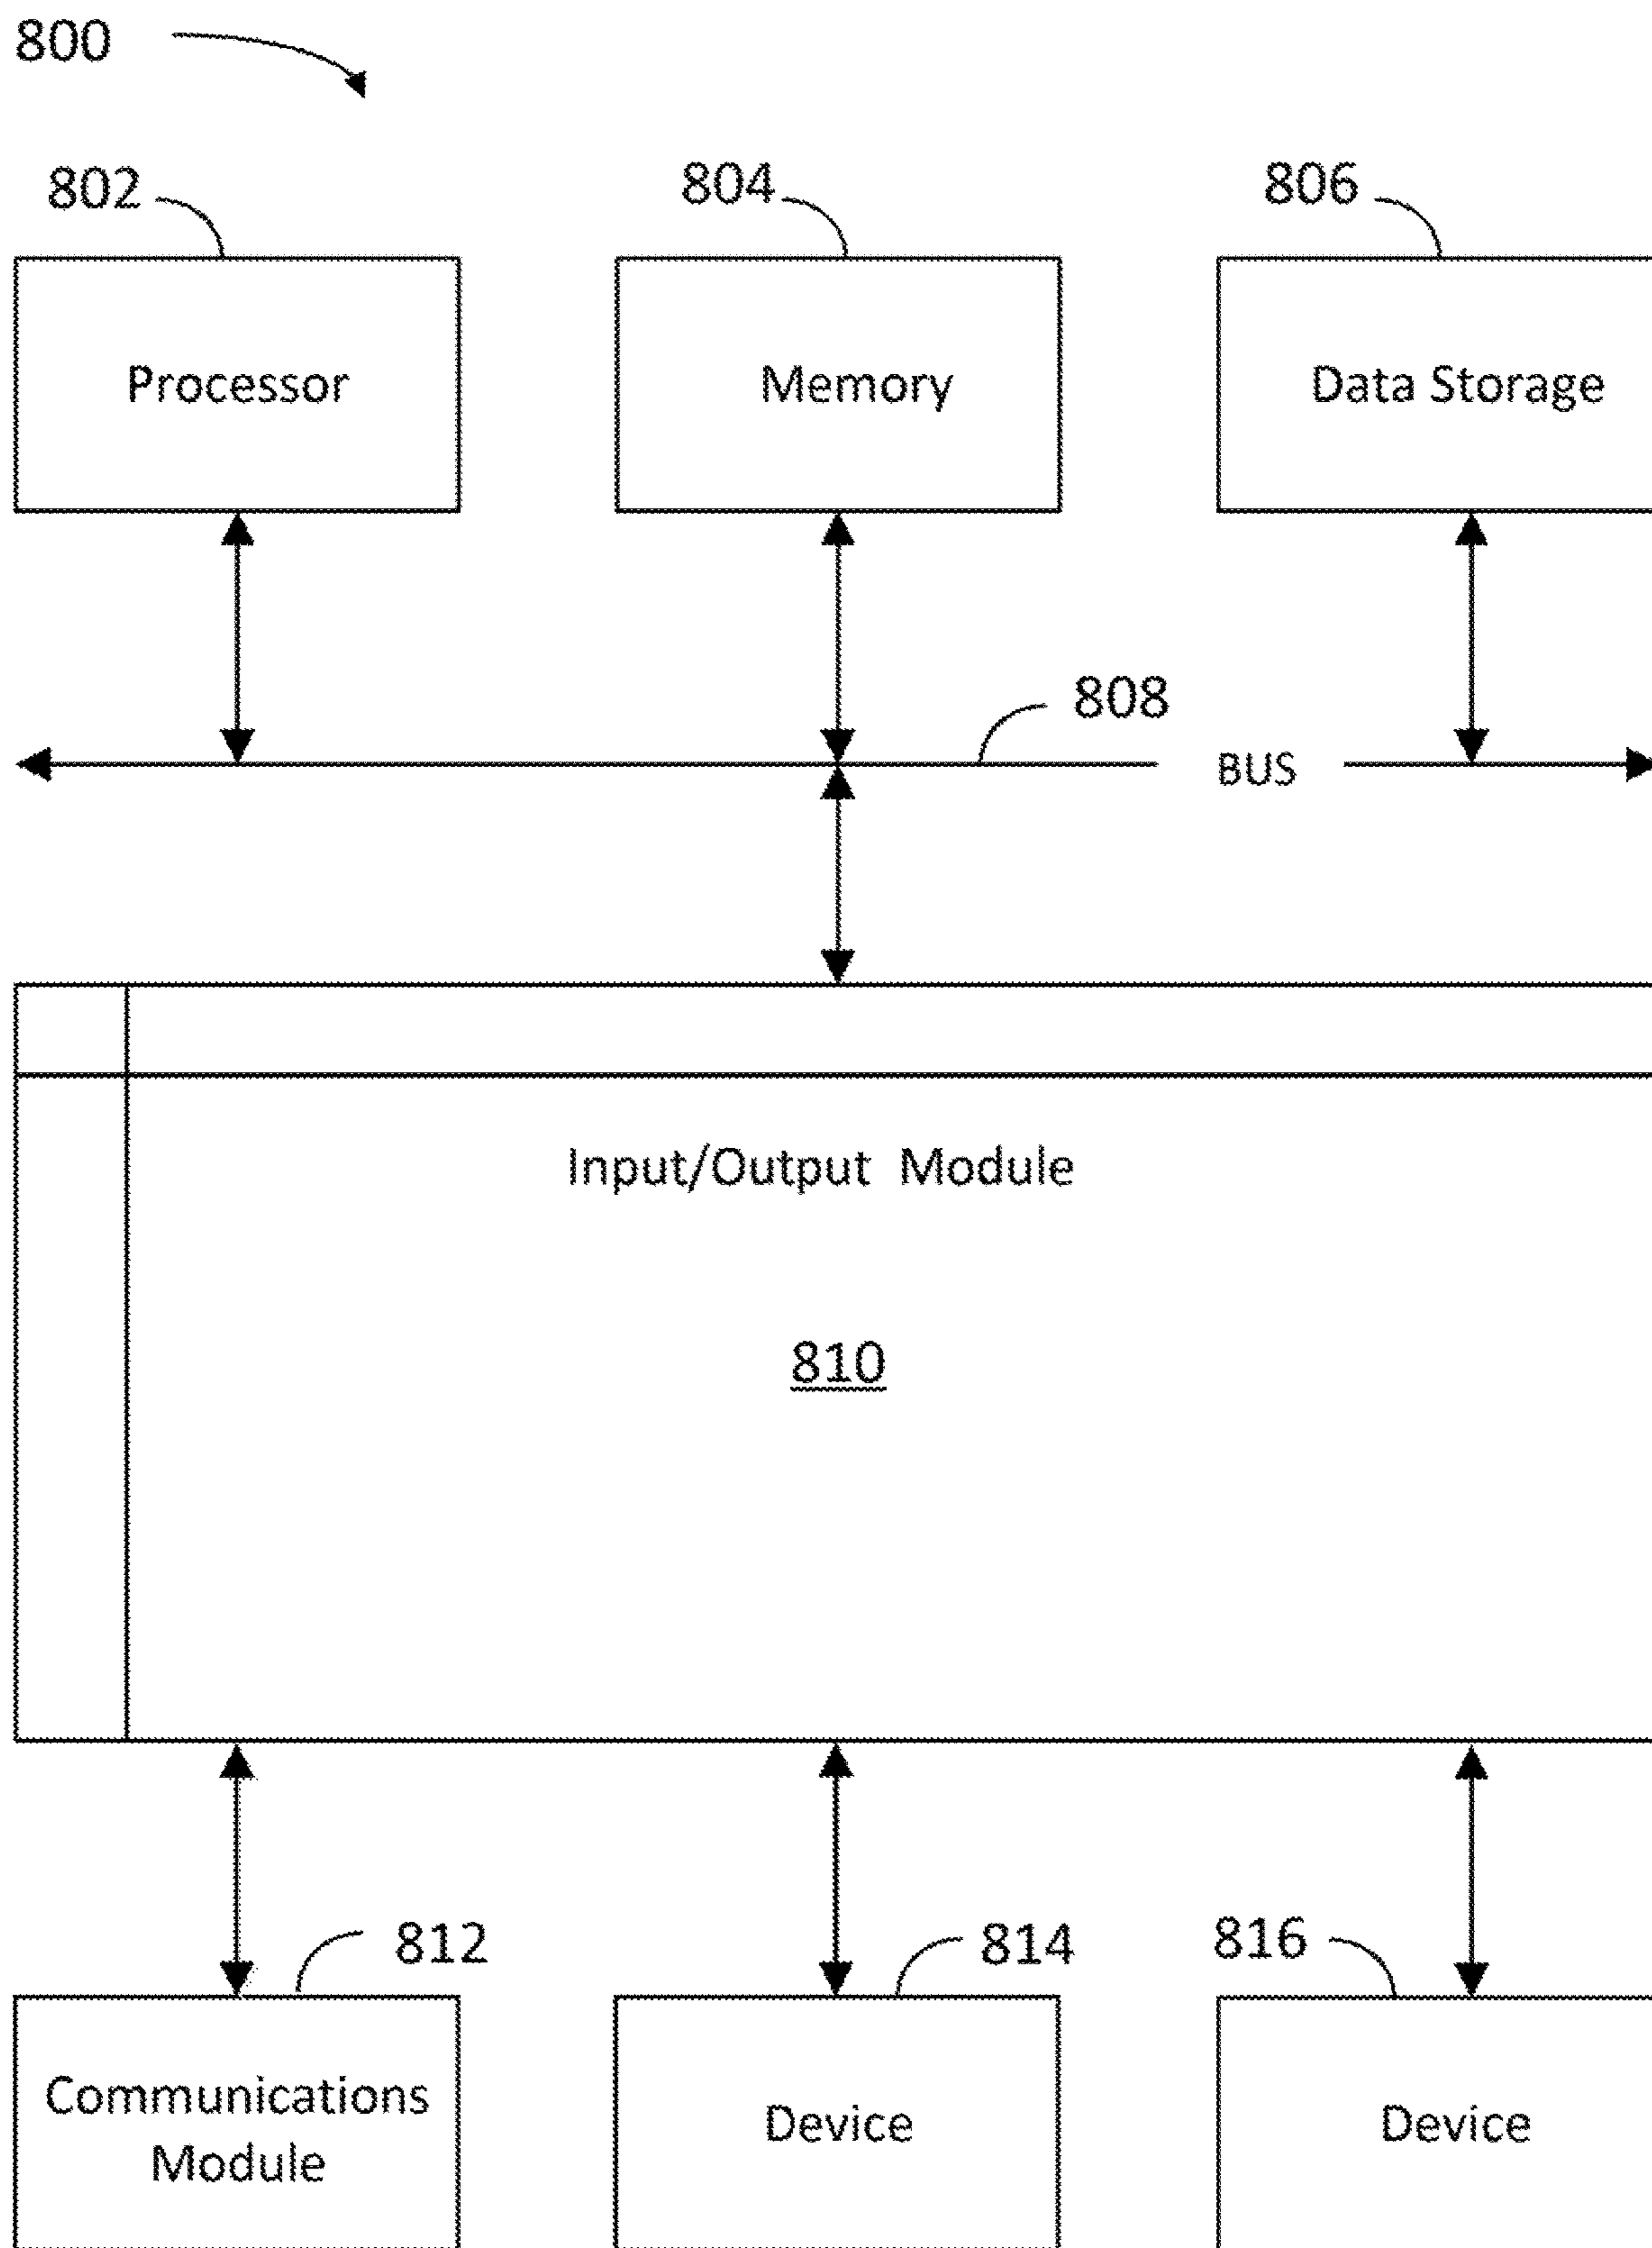 800
802
804
806
Processor
Memory
Data Storage
808
BUS
Input/Output Module
810
812
814
816
Communications
Module
Device
Device